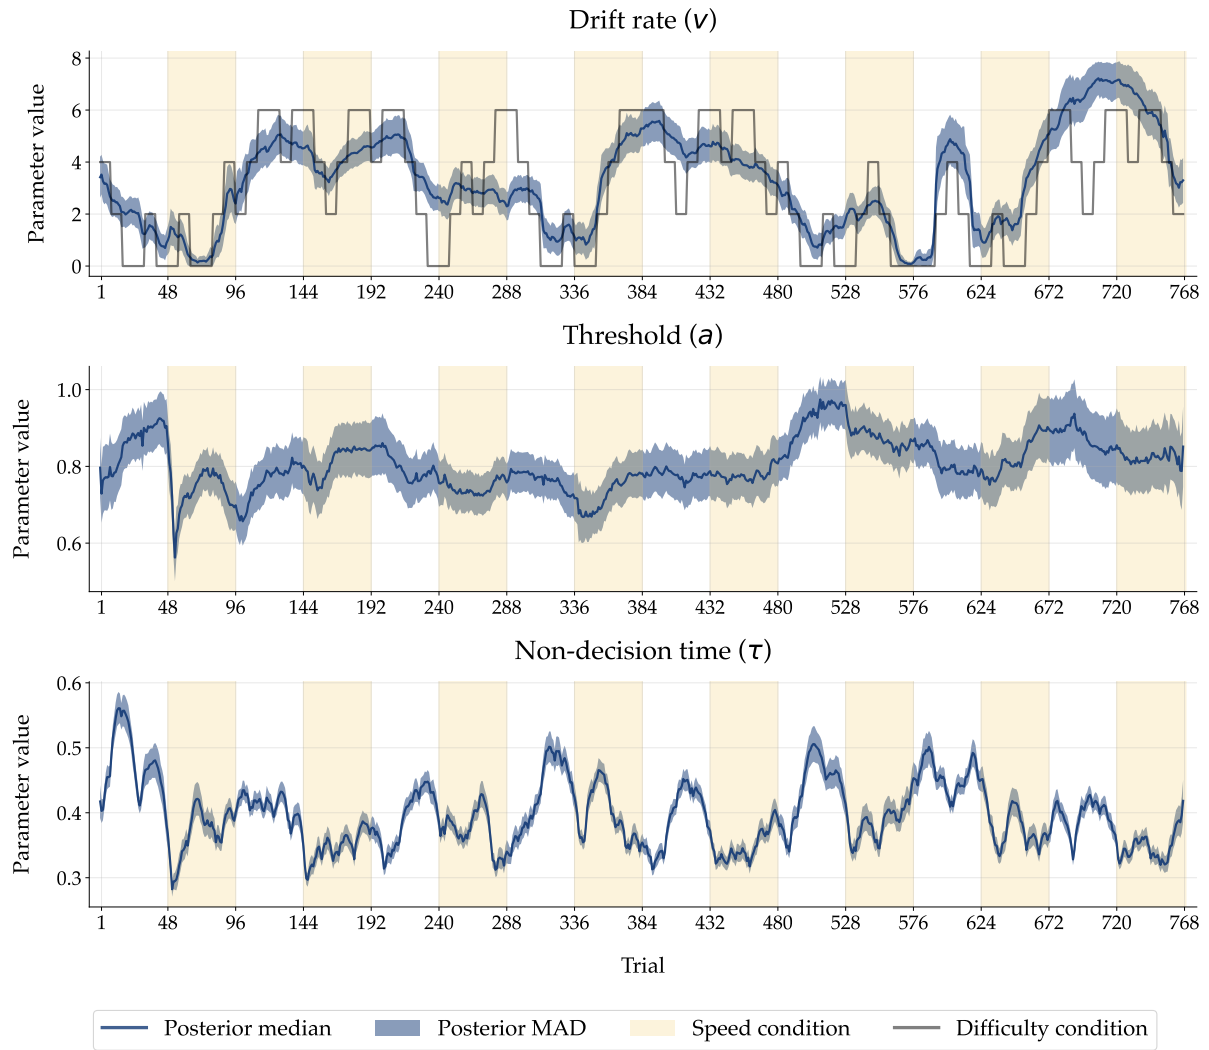 Drift rate (v)
Parameter value
8
6
4
2
0
1 48 96 144 192 240 288 336 384 432 480 528 576 624 672 720 768
Threshold (a)
Parameter value
1.0
0.8
0.6
1 48 96 144 192 240 288 336 384 432 480 528 576 624 672 720 768
Non-decision time (τ)
Parameter value
0.6
0.5
0.4
0.3
1 48 96 144 192 240 288 336 384 432 480 528 576 624 672 720 768
Trial
Posterior median Posterior MAD Speed condition Difficulty condition